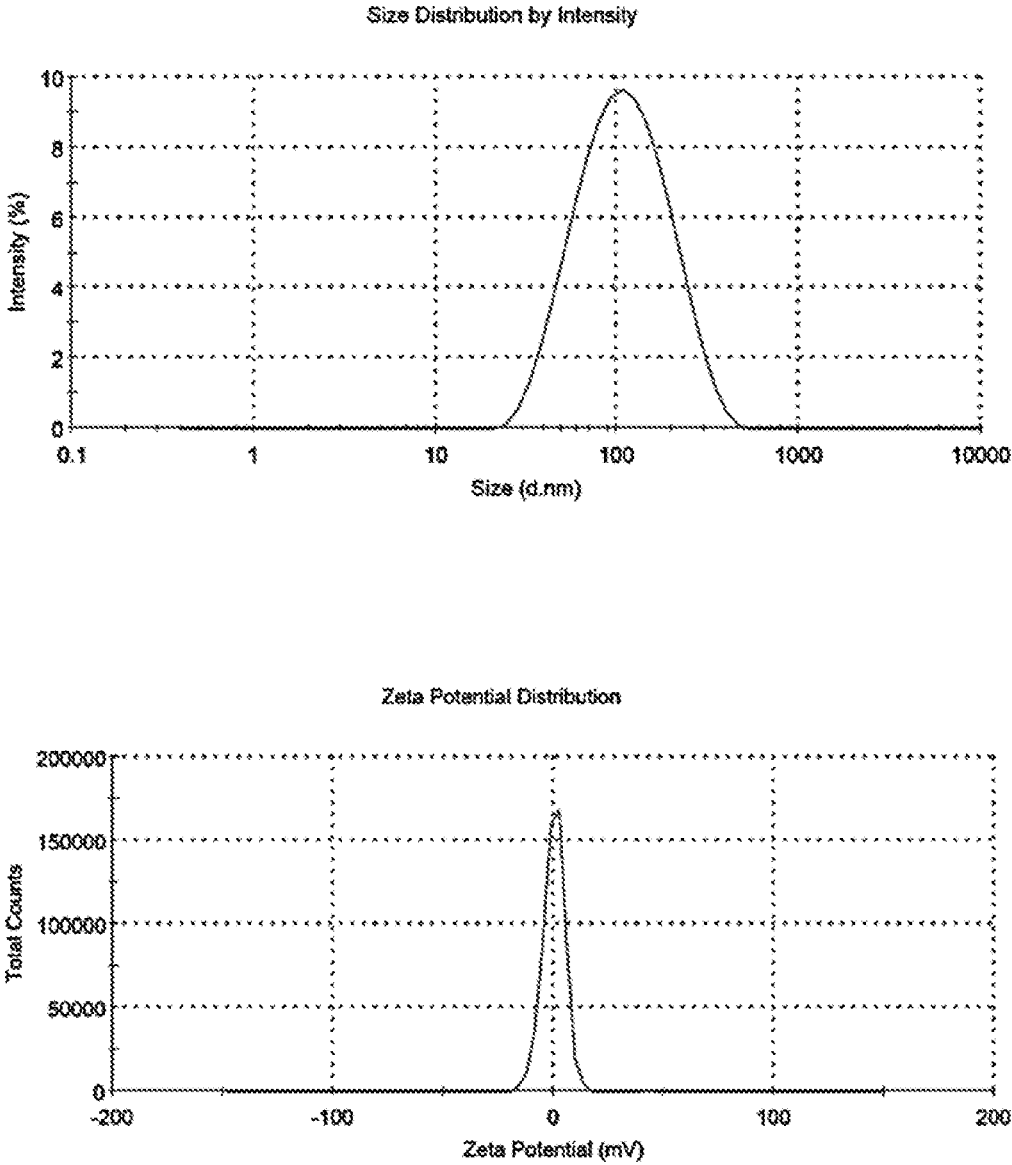 Size Distribution by Intensity
10
8
6
4
2
0
Intensity (%)
0.1 1 10 100 1000 10000
Size (d.nm)
Zeta Potential Distribution
200000
150000
100000
50000
0
Total Counts
-200 -100 0 100 200
Zeta Potential (mV)